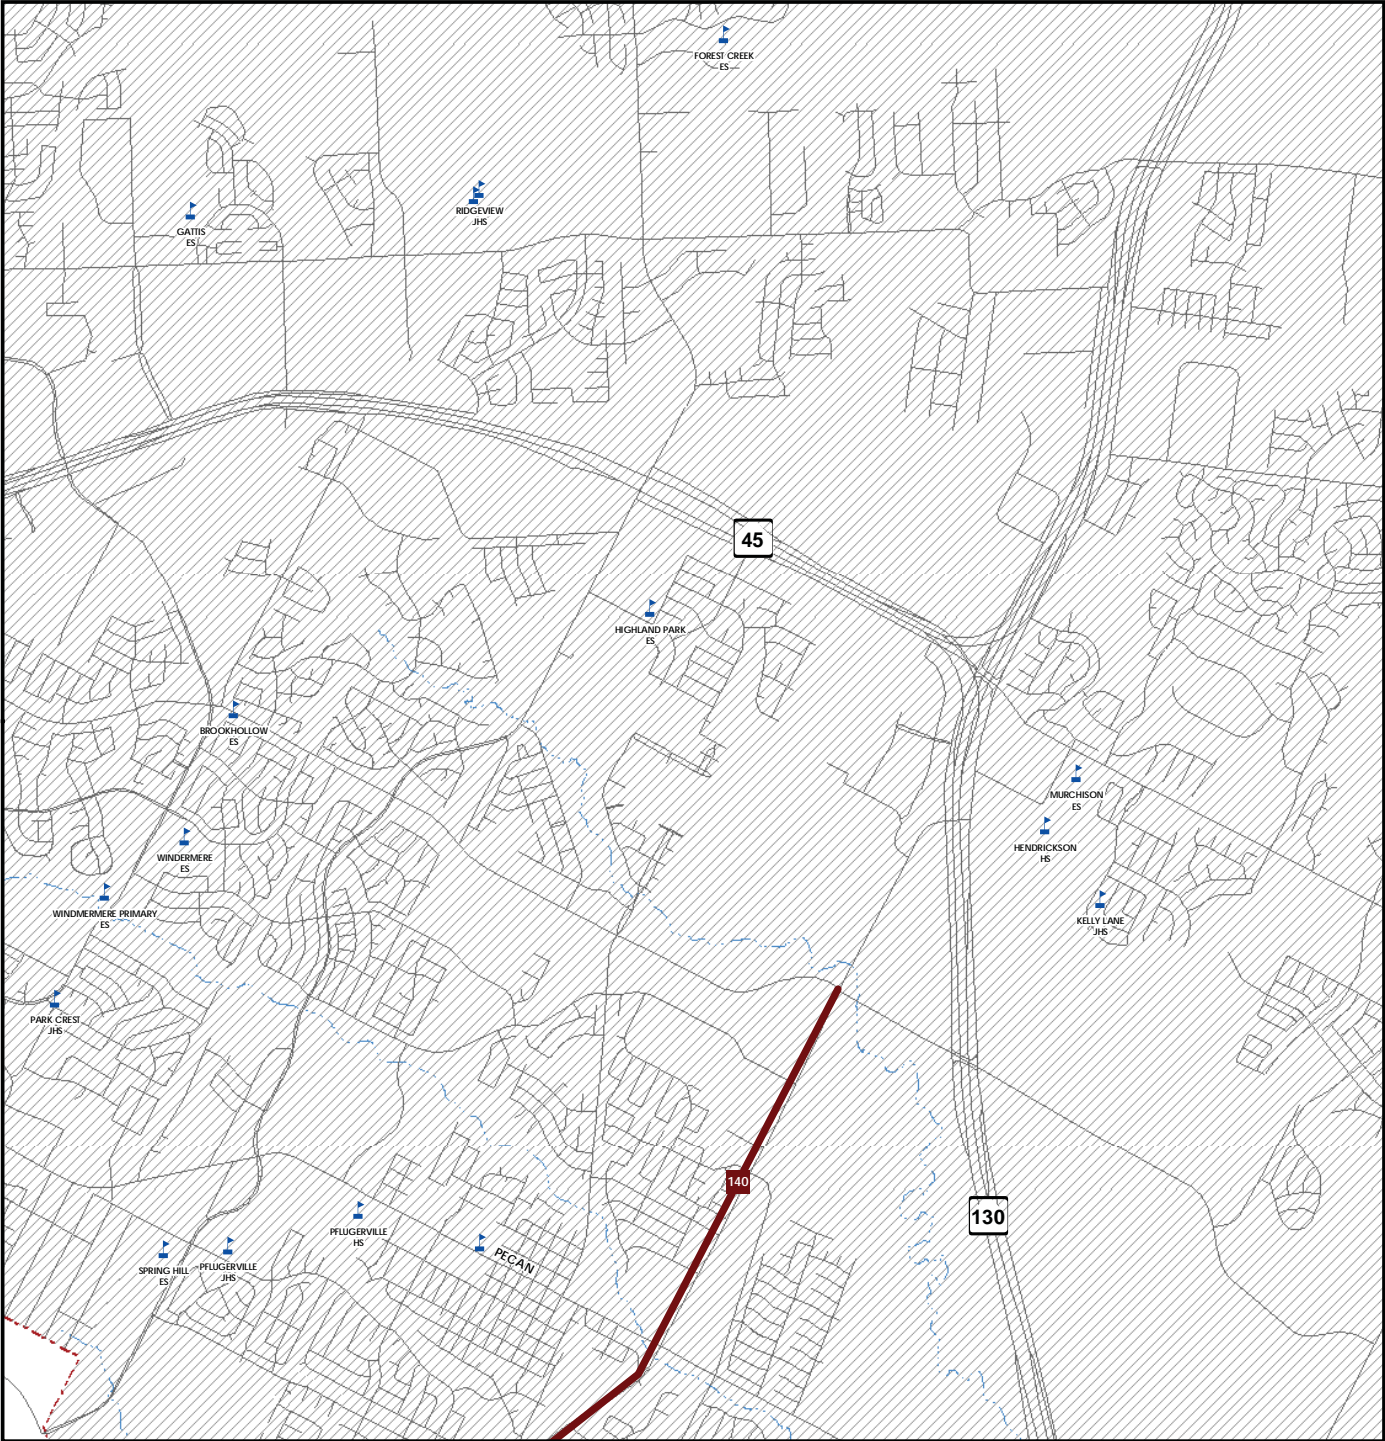 FOREST CREEK
ES
RIDGEVIEW
JHS
GATTIS
ES
45
HIGHLAND PARK
ES
BROOKHOLLOW
ES
MURCHISON
ES
HENDRICKSON
HS
WINDERMERE
ES
WINDMERMERE PRIMARY
ES
KELLY LANE
JHS
PARK CREST
JHS
140
130
PFLUGERVILLE
HS
PECAN
SPRING HILL
ES
PFLUGERVILLE
JHS